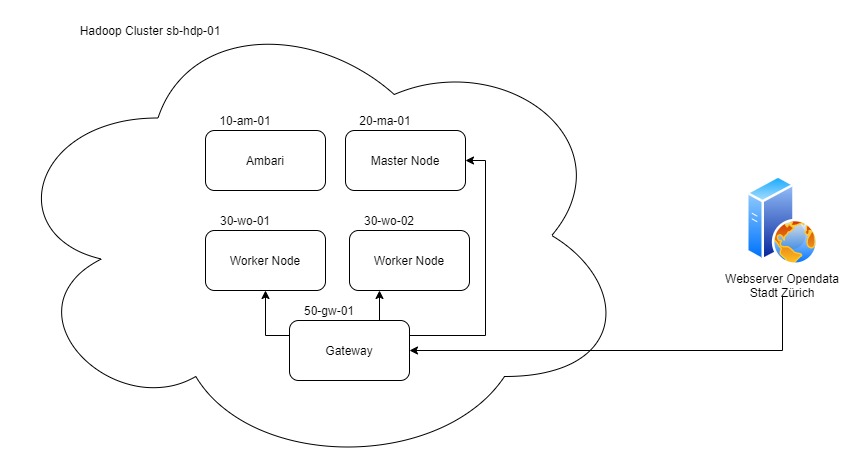 Hadoop Cluster sb-hdp-01
10-am-01
20-ma-01
Ambari
Master Node
30-wo-01
30-wo-02
Worker Node
Worker Node
Webserver Opendata
Stadt Zürich
50-gw-01
Gateway